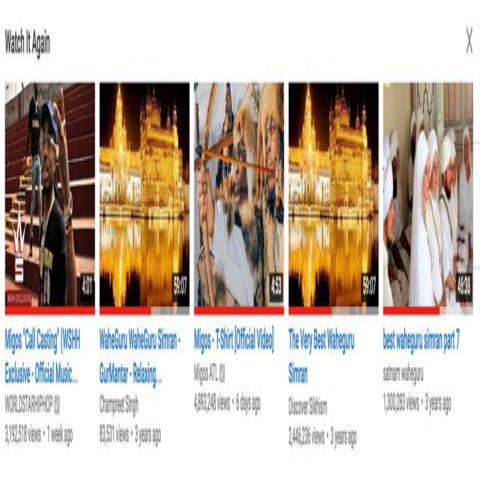 Watch It Again
X
4:01
59:07
4:53
59:07
46:38
Migos "Call Casting" (WSHH
Exclusive - Official Music...
WORLDSTARHIPHOP
3,192,518 views • 1 week ago
WaheGuru WaheGuru Simran -
GurMantar - Relaxing...
Champreet Singh
83,531 views • 3 years ago
Migos - T-Shirt [Official Video]
Migos ATL
4,893,248 views • 6 days ago
The Very Best Waheguru
Simran
Discover Sikhism
2,446,236 views • 3 years ago
best waheguru simran part 7
satnam waheguru
1,300,283 views • 3 years ago